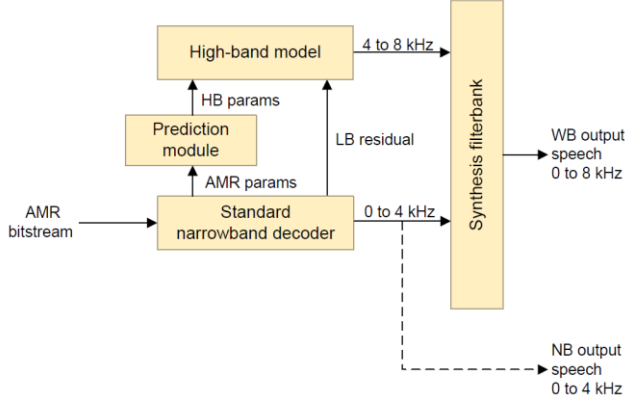 High-band model
4 to 8 kHz
HB params
Prediction
module
LB residual
AMR params
AMR
bitstream
Standard
narrowband decoder
0 to 4 kHz
Synthesis filterbank
WB output
speech
0 to 8 kHz
NB output
speech
0 to 4 kHz